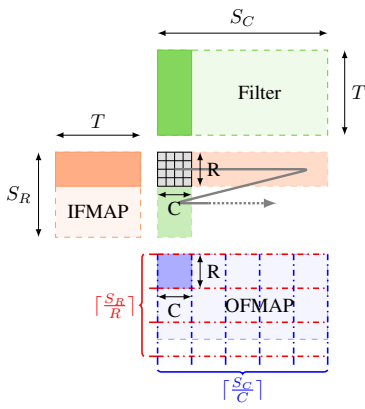 S_C
Filter
T
T
S_R
R
IFMAP
C
R
⌈S_R/R⌉
C
OFMAP
⌈S_C/C⌉